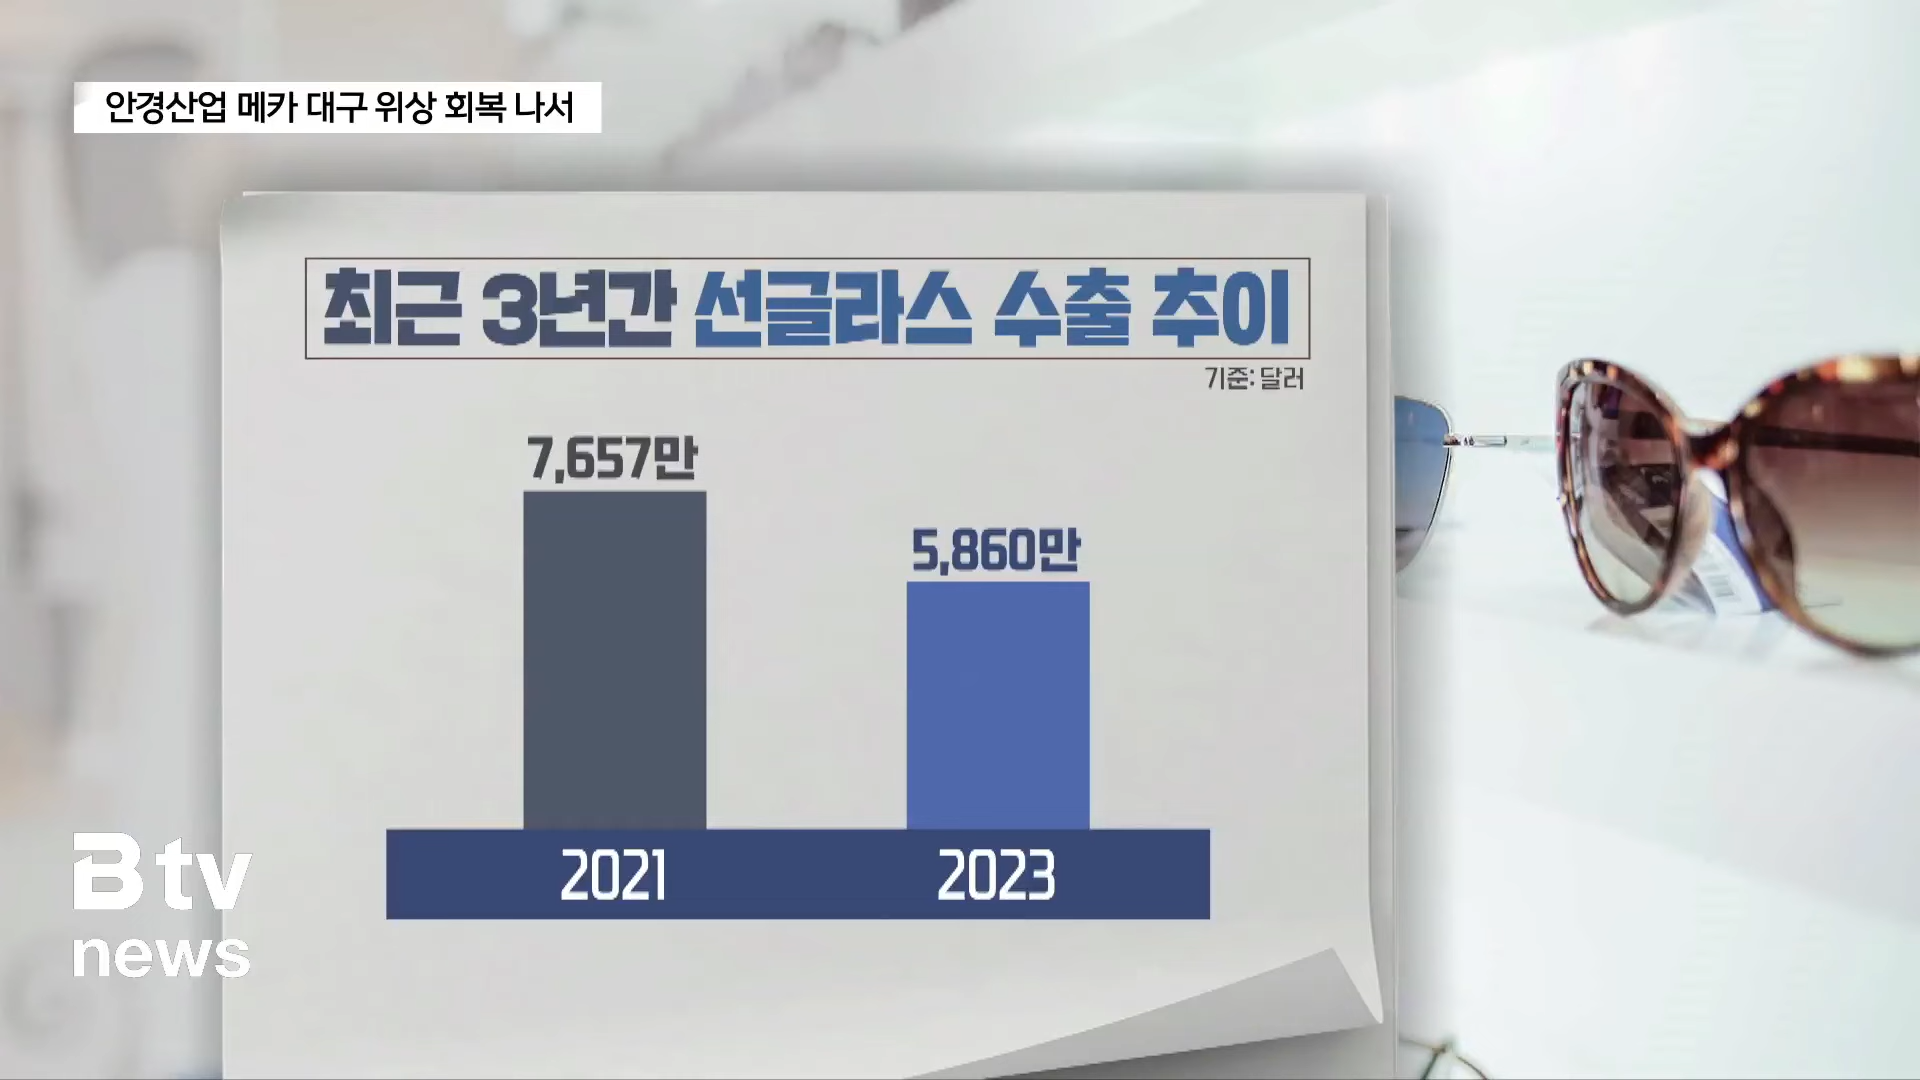 안경산업 메카 대구 위상 회복 나서
최근 3년간 선글라스 수출 추이
기준: 달러
7,657만
5,860만
2021
2023
B tv
news